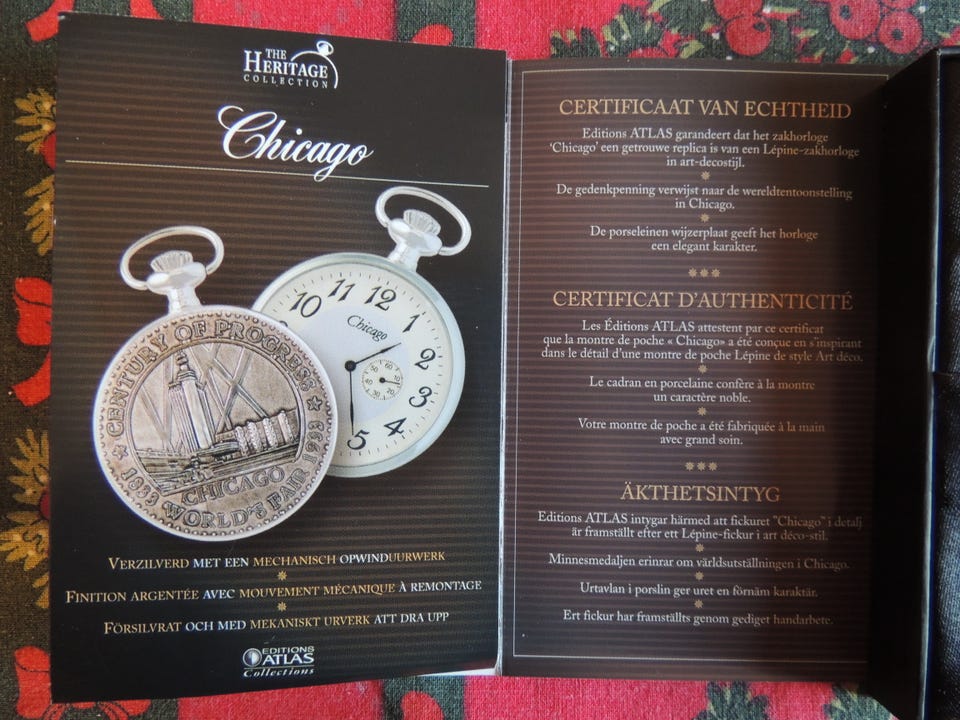 THE
HERITAGE
COLLECTION
Chicago
12
1
2
3
4
5
10
11
Chicago
CENTURY OF PROGRESS
1833 CHICAGO 1933
WORLD'S FAIR
VERZILVERD MET EEN MECHANISCH OPWINDUURWERK
FINITION ARGENTÉE AVEC MOUVEMENT MÉCANIQUE À REMONTAGE
FÖRSILVRAT OCH MED MEKANISKT URVERK ATT DRA UPP
EDITIONS
ATLAS
Collections
CERTIFICAAT VAN ECHTHEID
Editions ATLAS garandeert dat het zakhorloge
‘Chicago’ een getrouwe replica is van een Lépine-zakhorloge
in art-decostijl.
De gedenkpenning verwijst naar de wereldtentoonstelling
in Chicago.
De porseleinen wijzerplaat geeft het horloge
een elegant karakter.
CERTIFICAT D'AUTHENTICITÉ
Les Éditions ATLAS attestent par ce certificat
que la montre de poche « Chicago» a été conçue en s'inspirant
dans le détail d'une montre de poche Lépine de style Art déco.
Le cadran en porcelaine confère à la montre
un caractère noble.
Votre montre de poche a été fabriquée à la main
avec grand soin.
ÄKTHETSINTYG
Editions ATLAS intygar härmed att fickuret "Chicago" i detalj
är framställt efter ett Lépine-fickur i art déco-stil.
Minnesmedaljen erinrar om världsutställningen i Chicago.
Urtavlan i porslin ger uret en förnäm karaktär.
Ert fickur har framställts genom gediget handarbete.